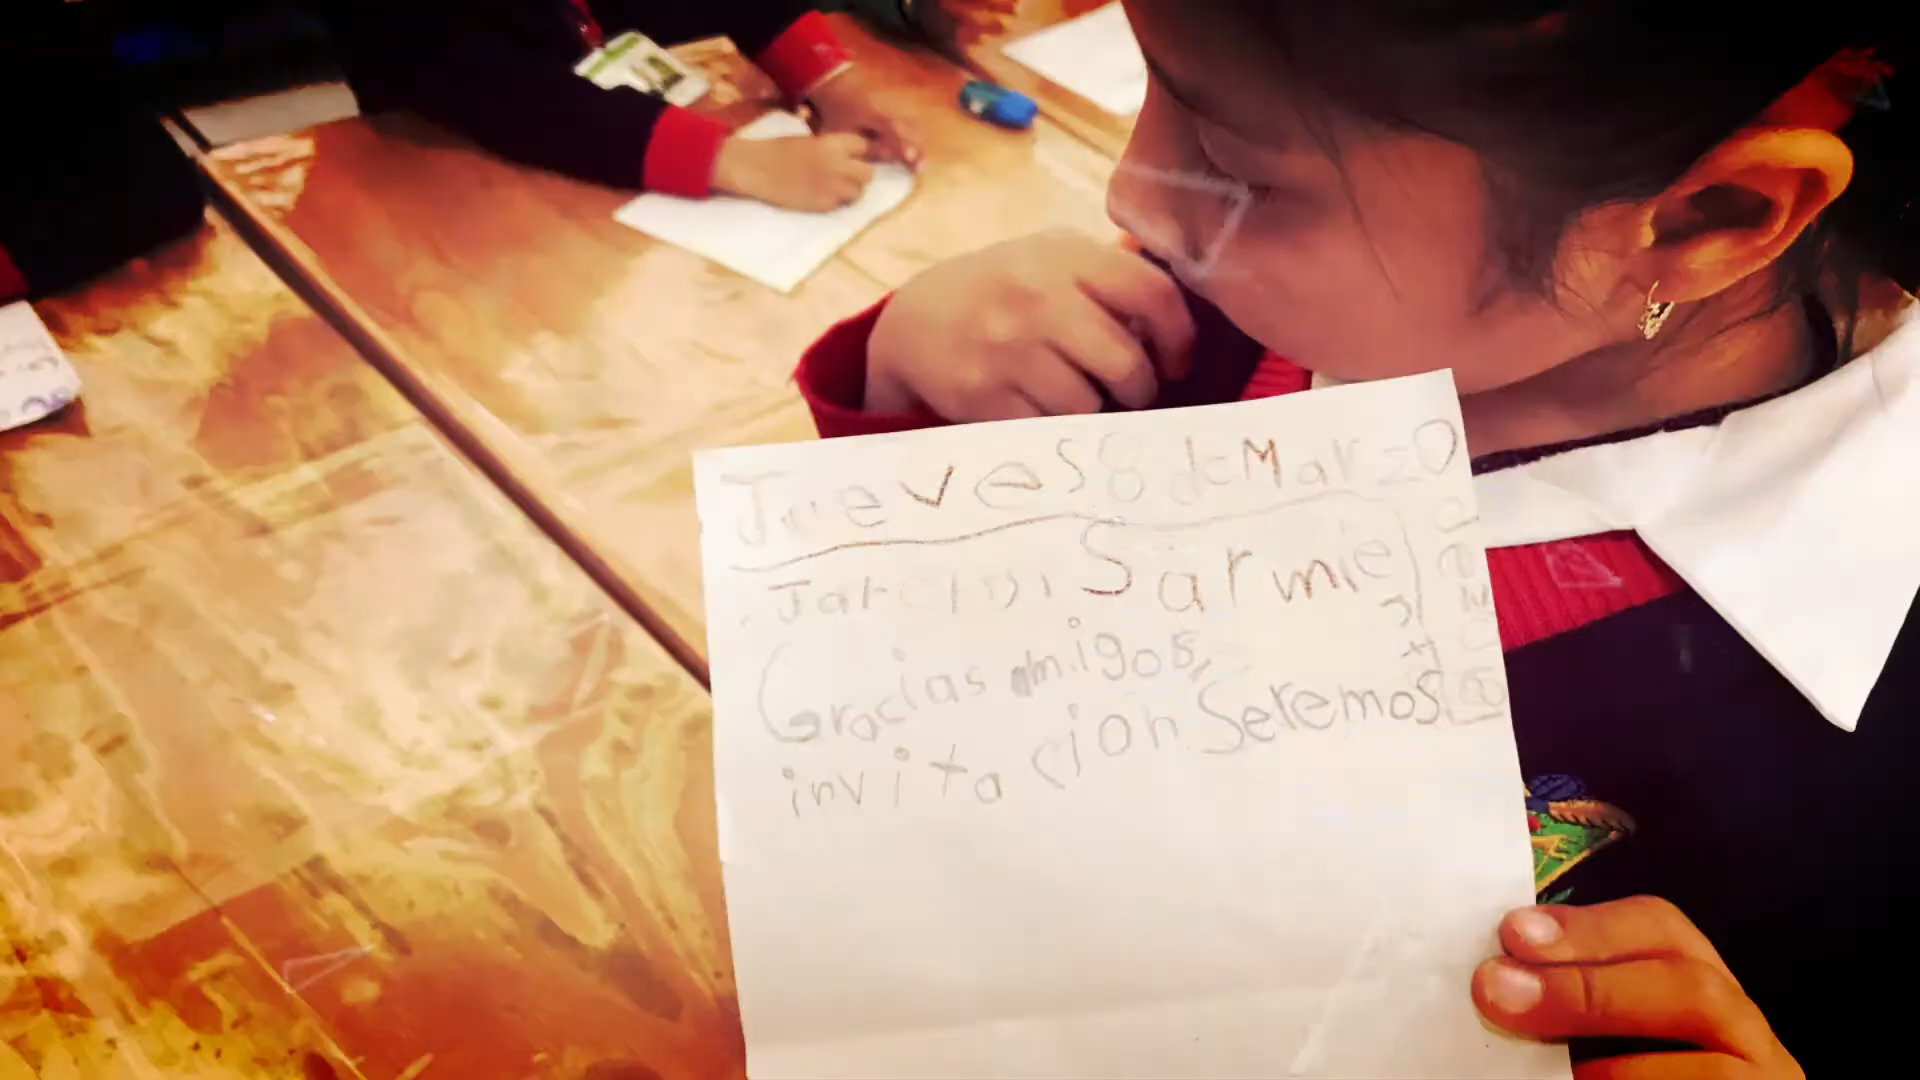 Jueves 8 de Marzo
Sarmie
Gracias amigos
invitacion Seremos